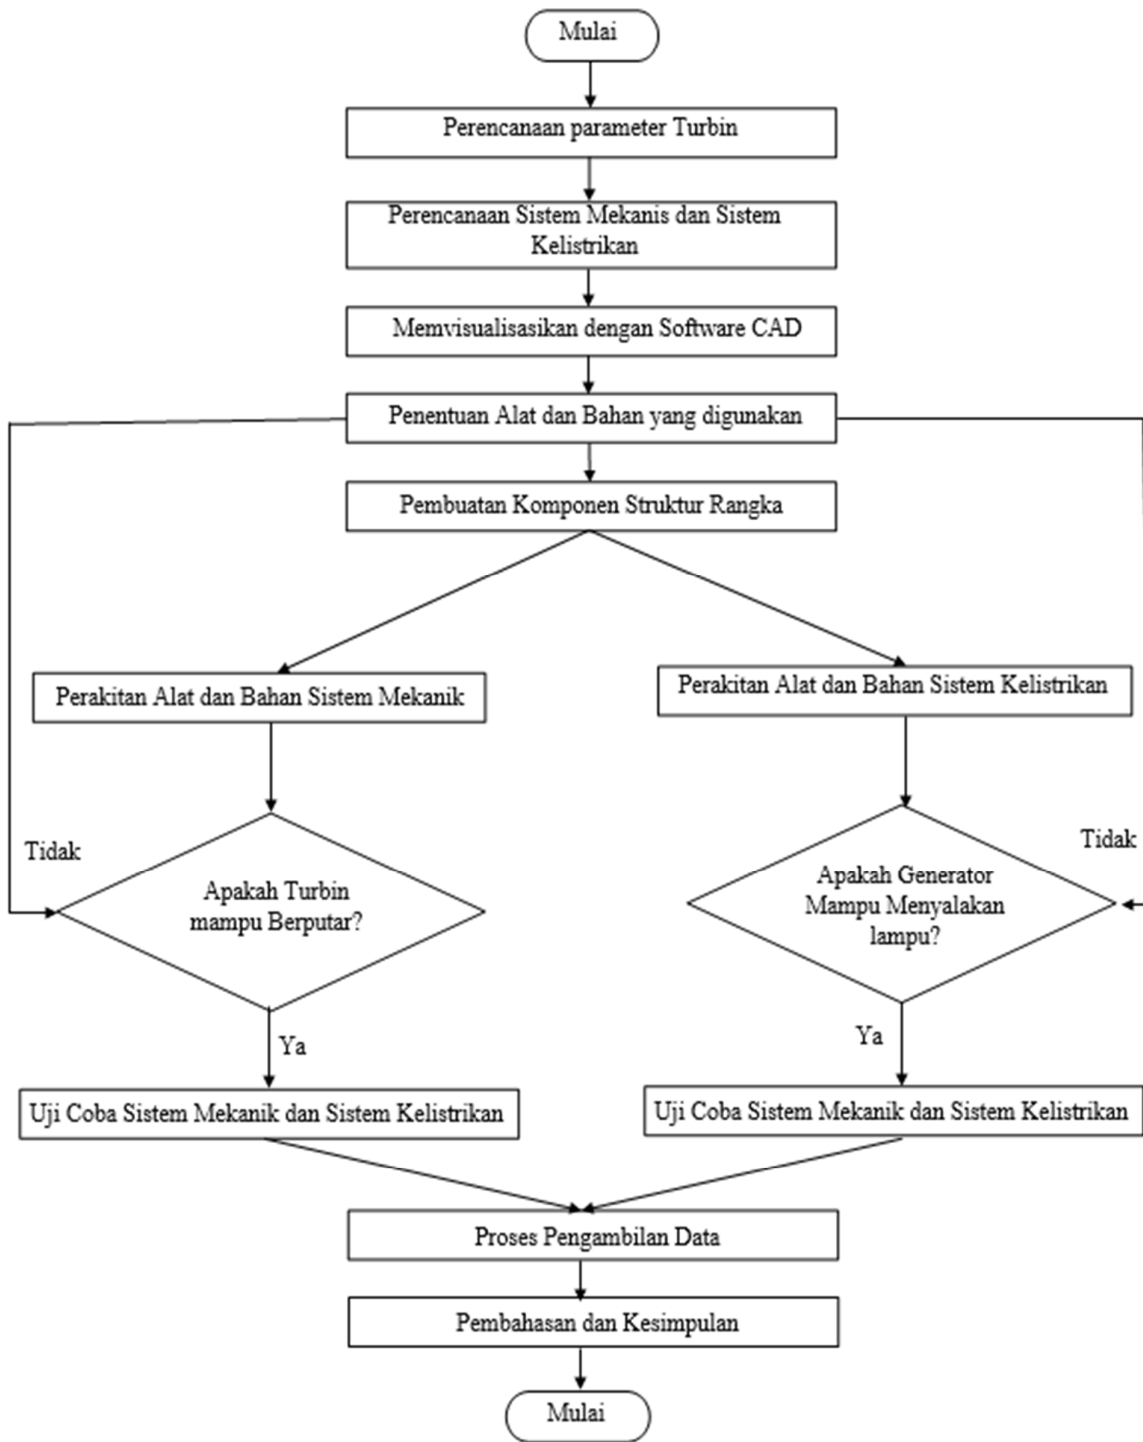 Mulai
Perencanaan parameter Turbin
Perencanaan Sistem Mekanis dan Sistem
Kelistrikan
Memvisualisasikan dengan Software CAD
Penentuan Alat dan Bahan yang digunakan
Pembuatan Komponen Struktur Rangka
Perakitan Alat dan Bahan Sistem Mekanik
Perakitan Alat dan Bahan Sistem Kelistrikan
Tidak
Apakah Turbin
mampu Berputar?
Tidak
Apakah Generator
Mampu Menyalakan
lampu?
Ya
Ya
Uji Coba Sistem Mekanik dan Sistem Kelistrikan
Uji Coba Sistem Mekanik dan Sistem Kelistrikan
Proses Pengambilan Data
Pembahasan dan Kesimpulan
Mulai